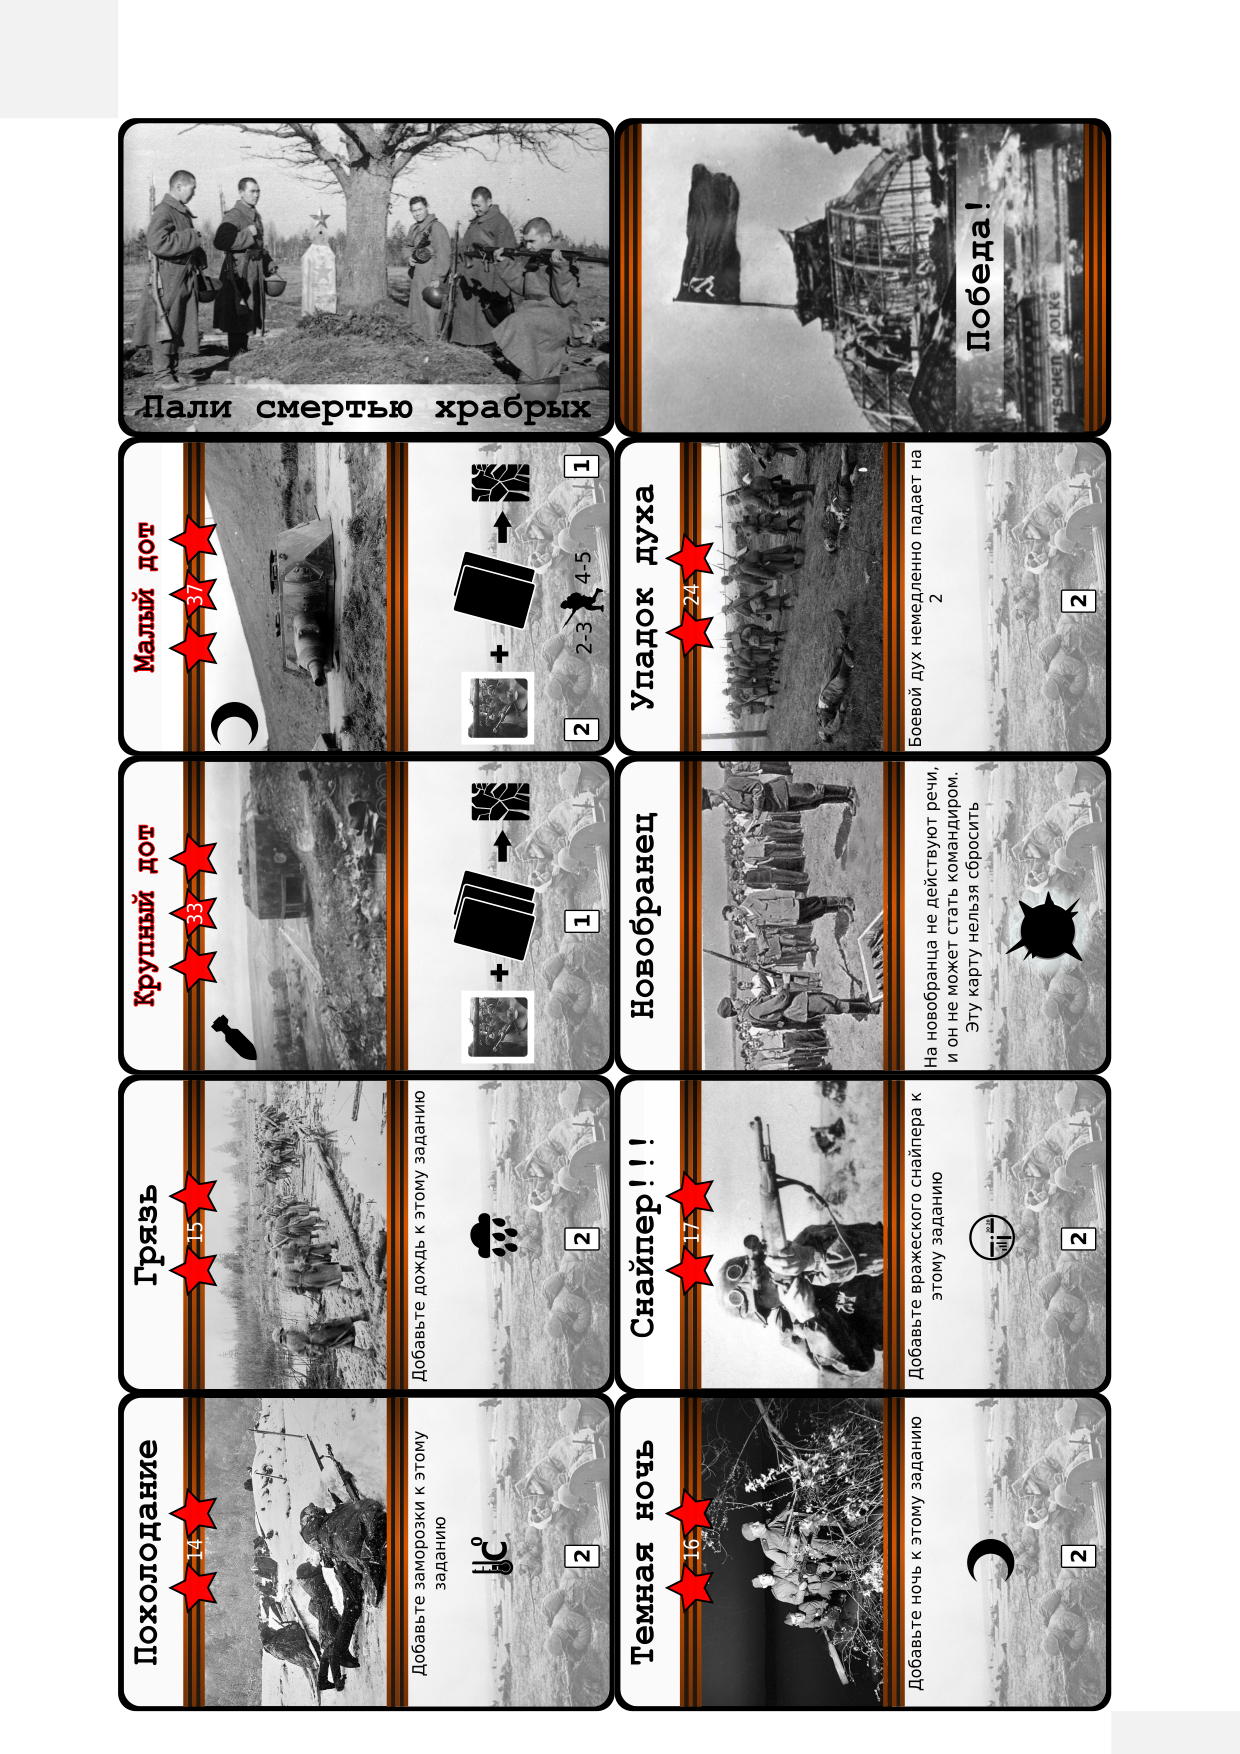 Пали смертью храбрых
Победа!
Малый дот
37
2
2-3
4-5
1
Упадок духа
24
Боевой дух немедленно падает на
2
2
Крупный дот
33
1
Новобранец
На новобранца не действуют речи,
и он не может стать командиром.
Эту карту нельзя сбросить
Грязь
15
Добавьте дождь к этому заданию
2
Снайпер!!!
17
Добавьте вражеского снайпера к
этому заданию
2
Похолодание
14
Добавьте заморозки к этому
заданию
C°
2
Темная ночь
16
Добавьте ночь к этому заданию
2